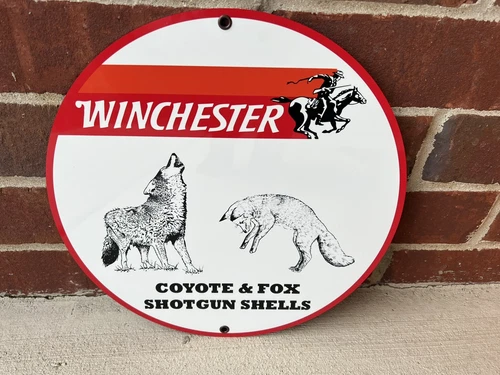 WINCHESTER
COYOTE & FOX
SHOTGUN SHELLS